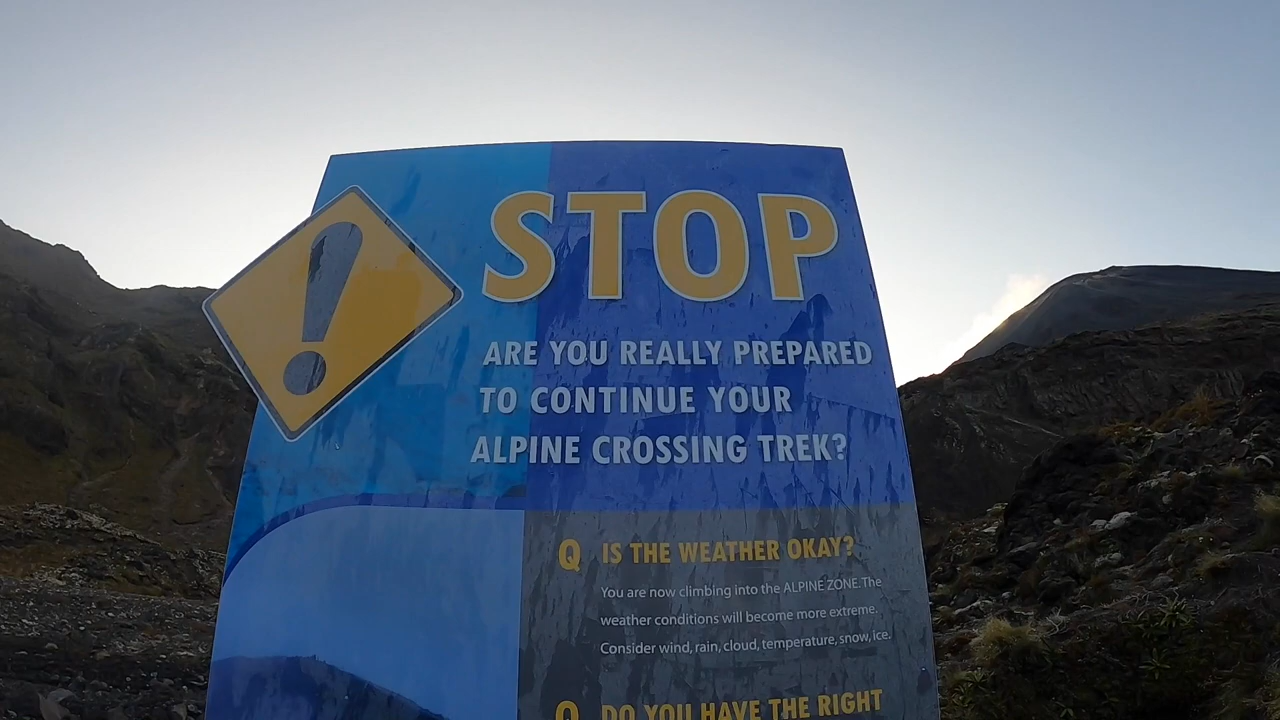 !
STOP
ARE YOU REALLY PREPARED
TO CONTINUE YOUR
ALPINE CROSSING TREK?
Q IS THE WEATHER OKAY?
You are now climbing into the ALPINE ZONE. The
weather conditions will become more extreme.
Consider wind, rain, cloud, temperature, snow, ice.
Q DO YOU HAVE THE RIGHT